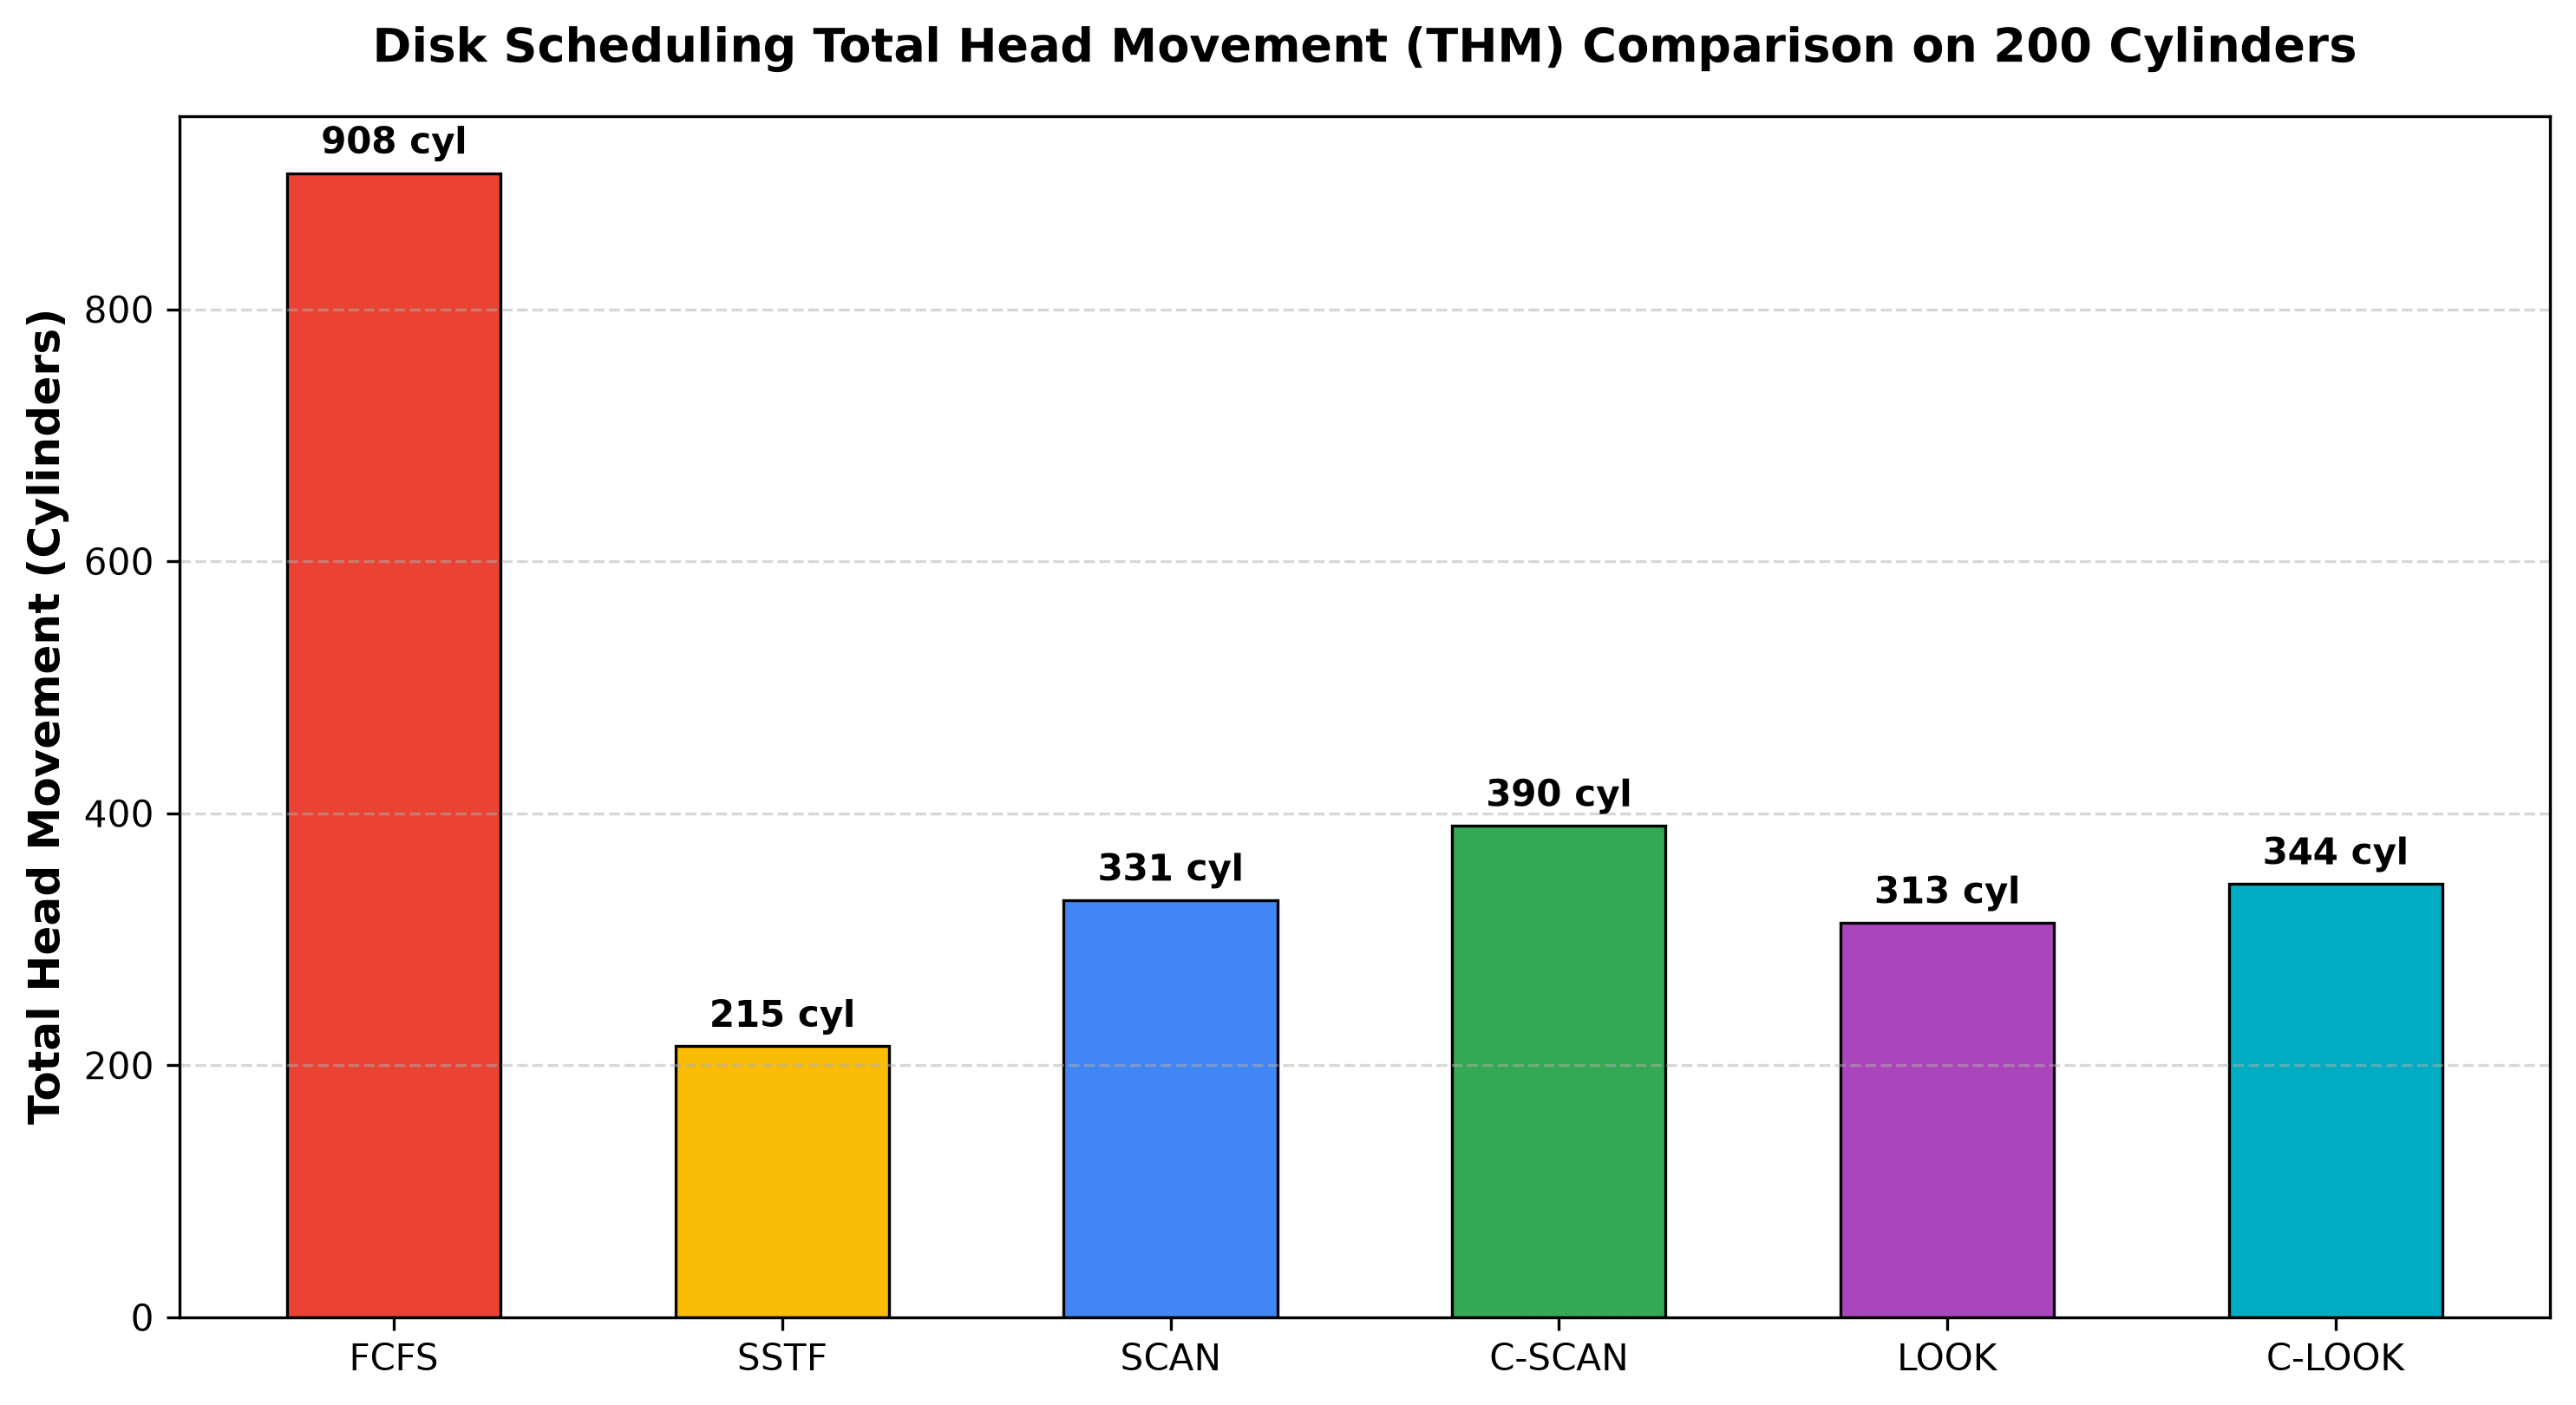 Disk Scheduling Total Head Movement (THM) Comparison on 200 Cylinders
Total Head Movement (Cylinders)
800
600
400
200
0
908 cyl
215 cyl
331 cyl
390 cyl
313 cyl
344 cyl
FCFS
SSTF
SCAN
C-SCAN
LOOK
C-LOOK